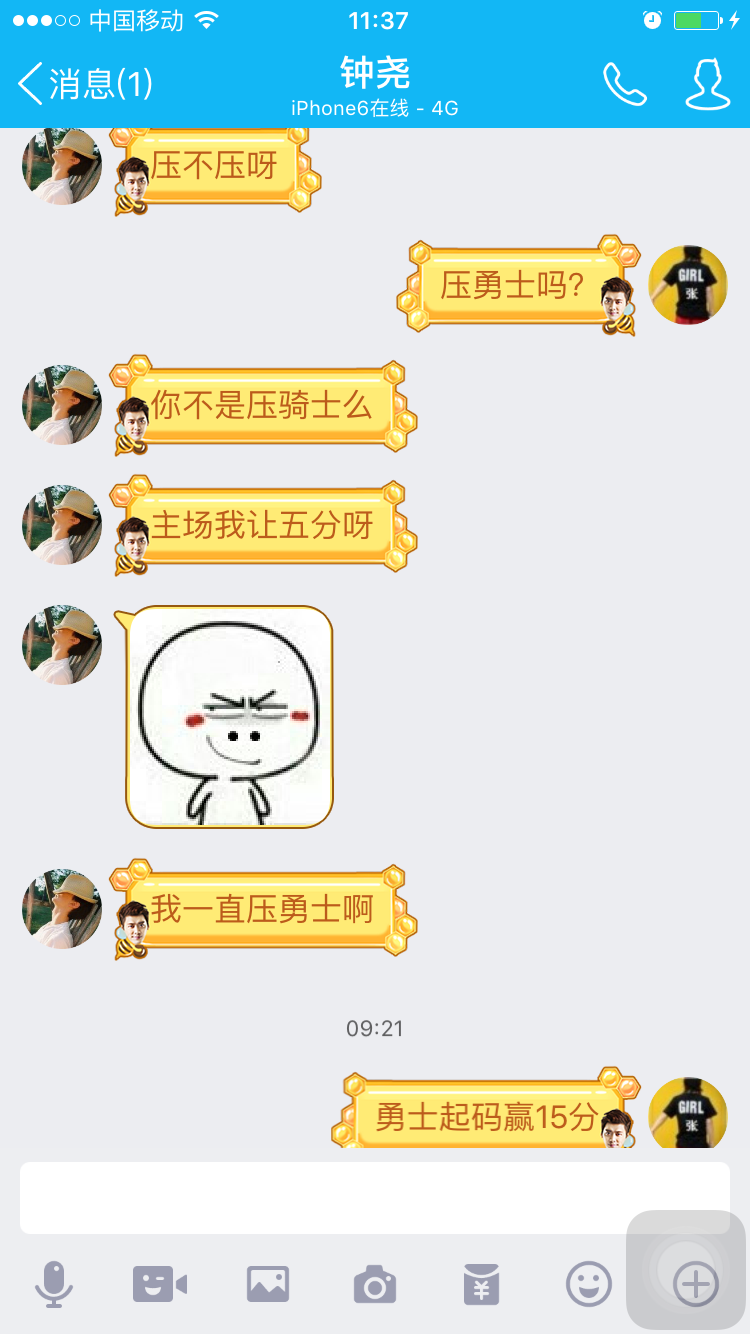 中国移动
11:37
消息(1)
钟尧
iPhone6在线 - 4G
压不压呀
压勇士吗?
GIRL
张
你不是压骑士么
主场我让五分呀
我一直压勇士啊
09:21
勇士起码赢15分
GIRL
张
¥